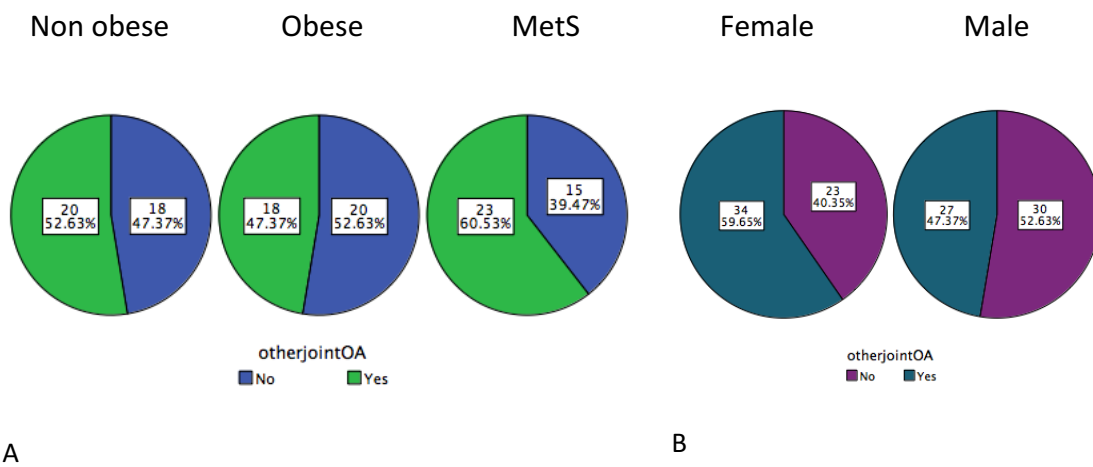 Non obese
Obese
MetS
20
52.63%
18
47.37%
18
47.37%
20
52.63%
23
60.53%
15
39.47%
otherjointOA
No
Yes
A
Female
Male
34
59.65%
23
40.35%
27
47.37%
30
52.63%
otherjointOA
No
Yes
B